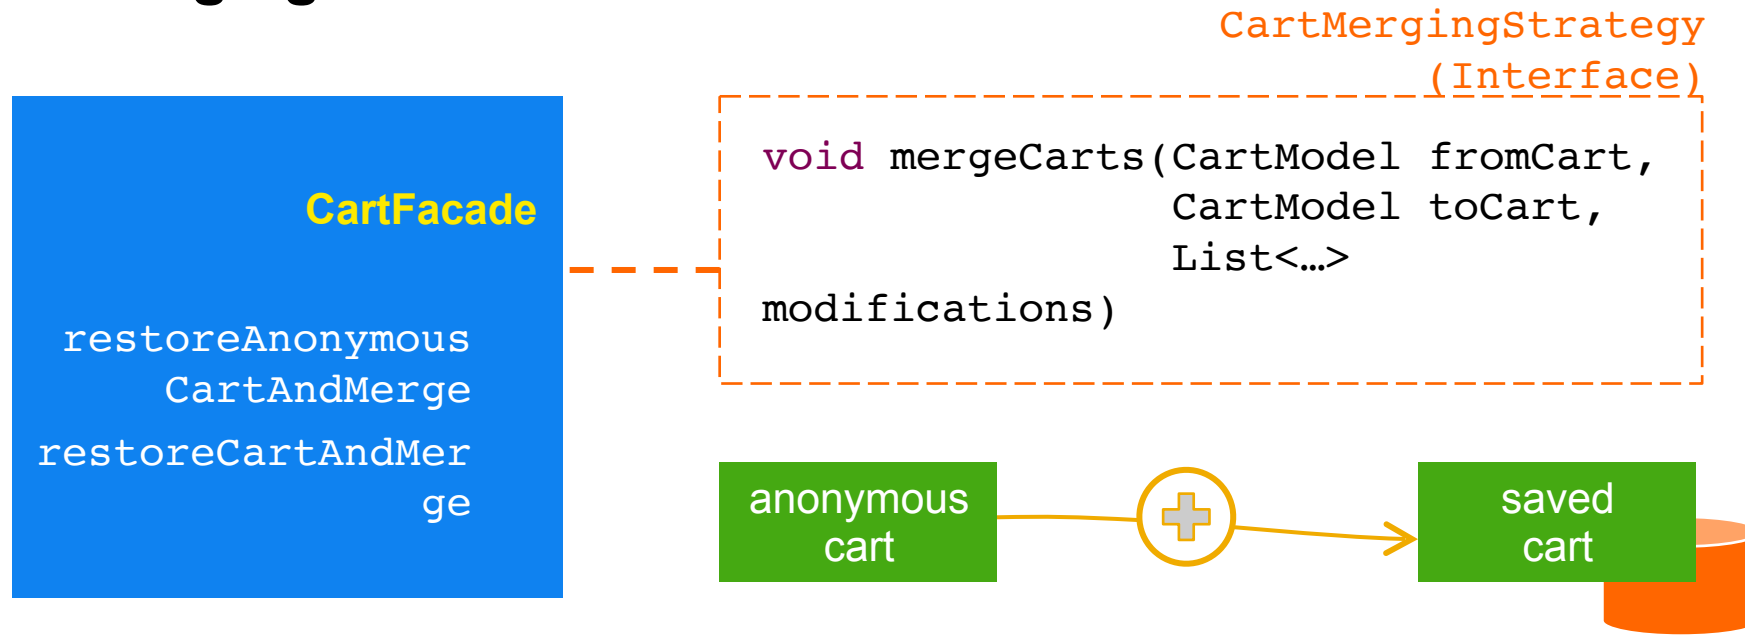 CartMergingStrategy
(Interface)
CartFacade
restoreAnonymous
CartAndMerge
restoreCartAndMer
ge
void mergeCarts(CartModel fromCart,
CartModel toCart,
List<…>
modifications)
anonymous
cart
saved
cart